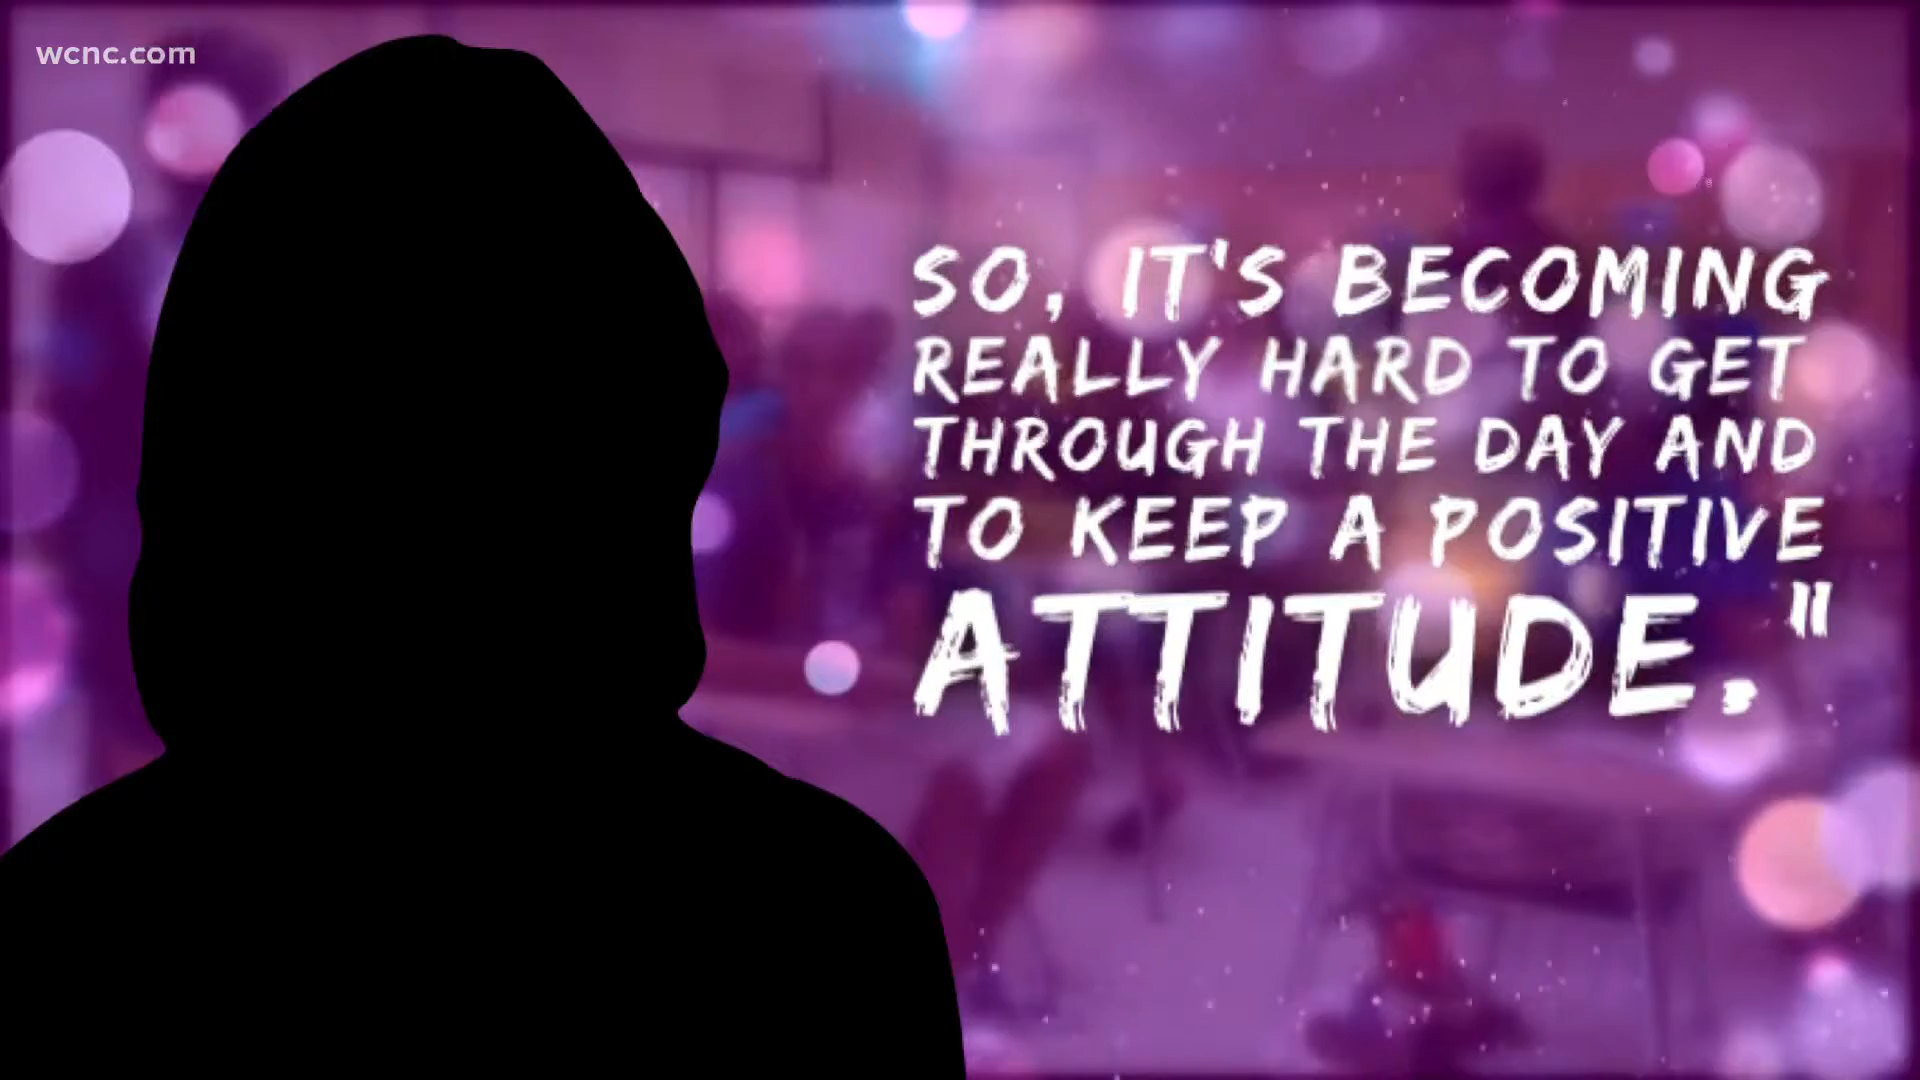 wcnc.com
SO, IT'S BECOMING
REALLY HARD TO GET
THROUGH THE DAY AND
TO KEEP A POSITIVE
ATTITUDE."